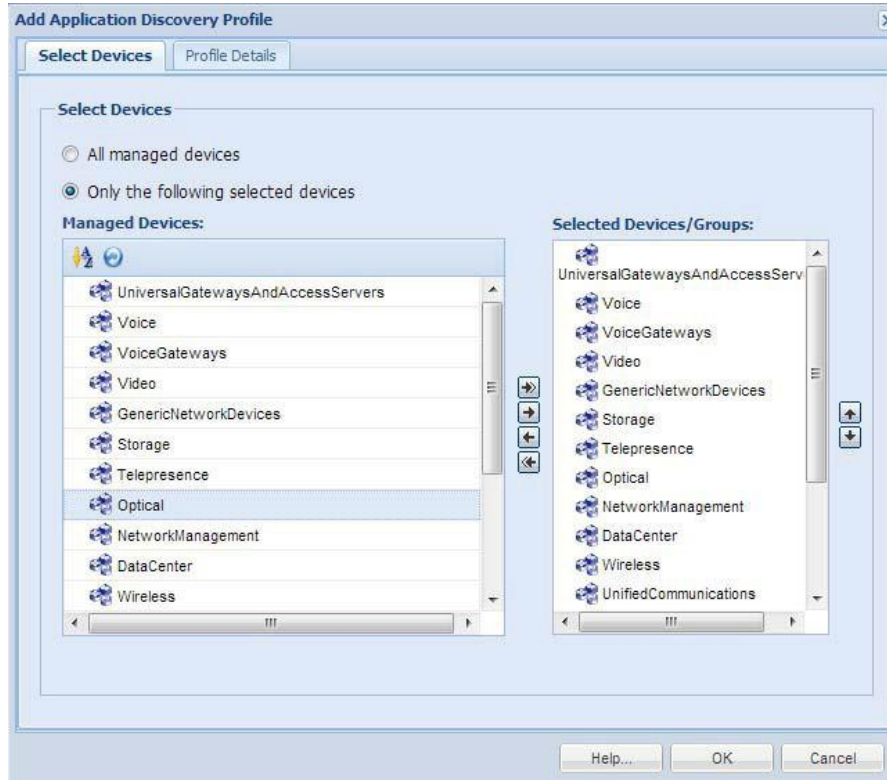 Add Application Discovery Profile
Select Devices
Profile Details
Select Devices
All managed devices
Only the following selected devices
Managed Devices:
UniversalGatewaysAndAccessServers
Voice
VoiceGateways
Video
GenericNetworkDevices
Storage
Telepresence
Optical
NetworkManagement
DataCenter
Wireless
Selected Devices/Groups:
UniversalGatewaysAndAccessServ
Voice
VoiceGateways
Video
GenericNetworkDevices
Storage
Telepresence
Optical
NetworkManagement
DataCenter
Wireless
UnifiedCommunications
Help...
OK
Cancel